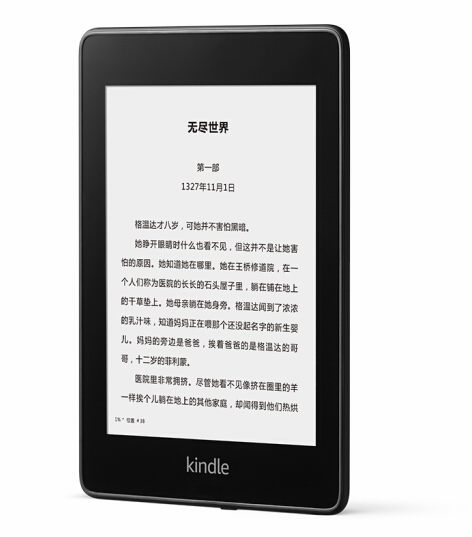 无尽世界
第一部
1327年11月1日
格温达才八岁，可她并不害怕黑暗。
她睁开眼睛时什么也看不见，但这并不是让她害
怕的原因。她知道她在哪里。她在王桥修道院，在一
个人们称为医院的长长的石头屋子里，躺在铺在地上
的干草垫上。她母亲躺在她身旁。格温达闻到了浓浓
的乳汁味，知道妈妈正在喂那个还没起名字的新生婴
儿。妈妈的旁边是爸爸，挨着爸爸的是格温达的哥
哥，十二岁的菲利蒙。
医院里非常拥挤。尽管她看不见像挤在圈里的羊
一样挨个儿躺在地上的其他家庭，却闻得到他们热烘
1% • 位置 #38
kindle